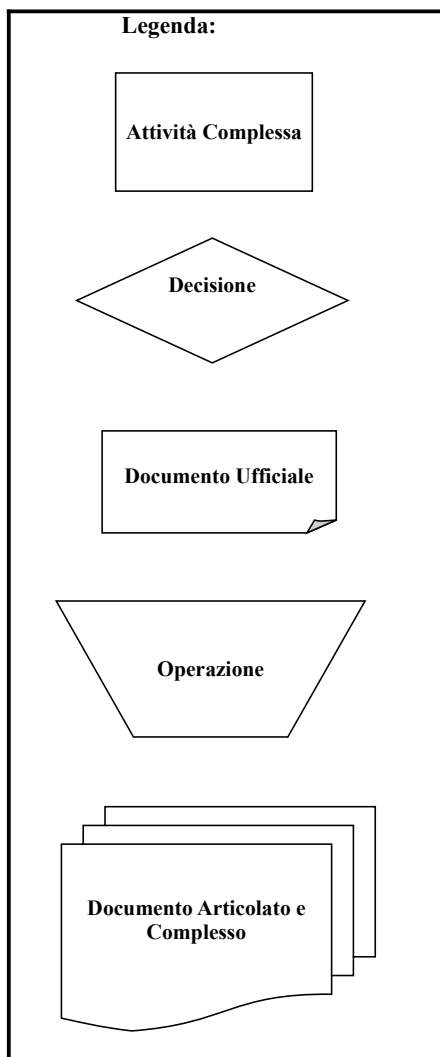 Legenda:
Attività Complessa
Decisione
Documento Ufficiale
Operazione
Documento Articolato e
Complesso